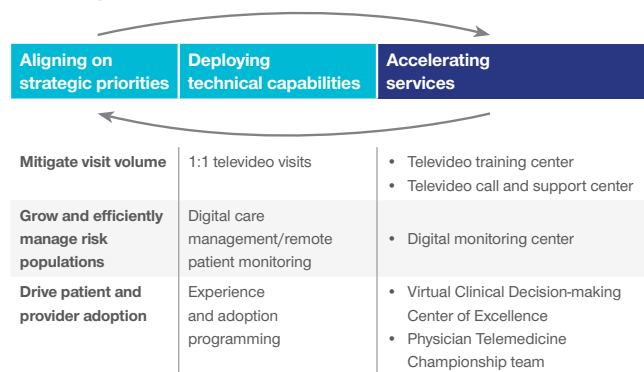 Aligning on
strategic priorities
Deploying
technical capabilities
Accelerating
services
Mitigate visit volume
1:1 televideo visits
• Televideo training center
• Televideo call and support center
Grow and efficiently
manage risk
populations
Digital care
management/remote
patient monitoring
• Digital monitoring center
Drive patient and
provider adoption
Experience
and adoption
programming
• Virtual Clinical Decision-making
Center of Excellence
• Physician Telemedicine
Championship team